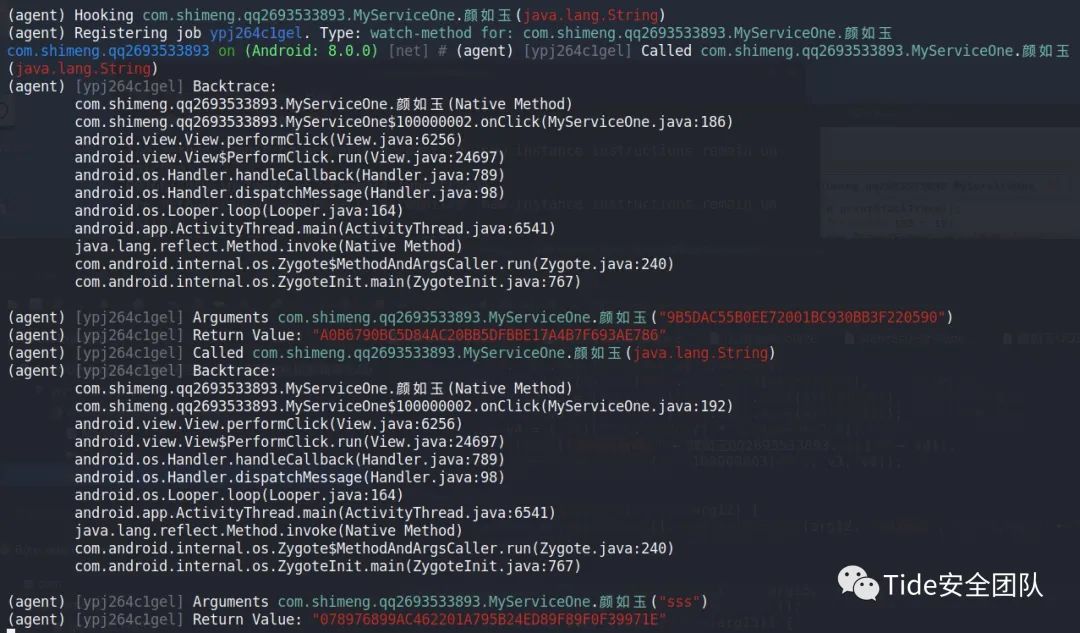 (agent) Hooking com.shimeng.qq2693533893.MyServiceOne.颜如玉(java.lang.String)
(agent) Registering job ypj264c1gel. Type: watch-method for: com.shimeng.qq2693533893.MyServiceOne.颜如玉
com.shimeng.qq2693533893 on (Android: 8.0.0) [net] # (agent) [ypj264c1gel] Called com.shimeng.qq2693533893.MyServiceOne.颜如玉
(java.lang.String)
(agent) [ypj264c1gel] Backtrace:
com.shimeng.qq2693533893.MyServiceOne.颜如玉(Native Method)
com.shimeng.qq2693533893.MyServiceOne$100000002.onClick(MyServiceOne.java:186)
android.view.View.performClick(View.java:6256)
android.view.View$PerformClick.run(View.java:24697)
android.os.Handler.handleCallback(Handler.java:789)
android.os.Handler.dispatchMessage(Handler.java:98)
android.os.Looper.loop(Looper.java:164)
android.app.ActivityThread.main(ActivityThread.java:6541)
java.lang.reflect.Method.invoke(Native Method)
com.android.internal.os.Zygote$MethodAndArgsCaller.run(Zygote.java:240)
com.android.internal.os.ZygoteInit.main(ZygoteInit.java:767)
(agent) [ypj264c1gel] Arguments com.shimeng.qq2693533893.MyServiceOne.颜如玉("9B5DAC55B0EE72001BC930BB3F220590")
(agent) [ypj264c1gel] Return Value: "A0B6790BC5D84AC20BB5DFBBE17A4B7F693AE786"
(agent) [ypj264c1gel] Called com.shimeng.qq2693533893.MyServiceOne.颜如玉(java.lang.String)
(agent) [ypj264c1gel] Backtrace:
com.shimeng.qq2693533893.MyServiceOne.颜如玉(Native Method)
com.shimeng.qq2693533893.MyServiceOne$100000002.onClick(MyServiceOne.java:192)
android.view.View.performClick(View.java:6256)
android.view.View$PerformClick.run(View.java:24697)
android.os.Handler.handleCallback(Handler.java:789)
android.os.Handler.dispatchMessage(Handler.java:98)
android.os.Looper.loop(Looper.java:164)
android.app.ActivityThread.main(ActivityThread.java:6541)
java.lang.reflect.Method.invoke(Native Method)
com.android.internal.os.Zygote$MethodAndArgsCaller.run(Zygote.java:240)
com.android.internal.os.ZygoteInit.main(ZygoteInit.java:767)
Tide安全团队
(agent) [ypj264c1gel] Arguments com.shimeng.qq2693533893.MyServiceOne.颜如玉("sss")
(agent) [ypj264c1gel] Return Value: "078976899AC462201A795B24ED89F89F0F39971E"